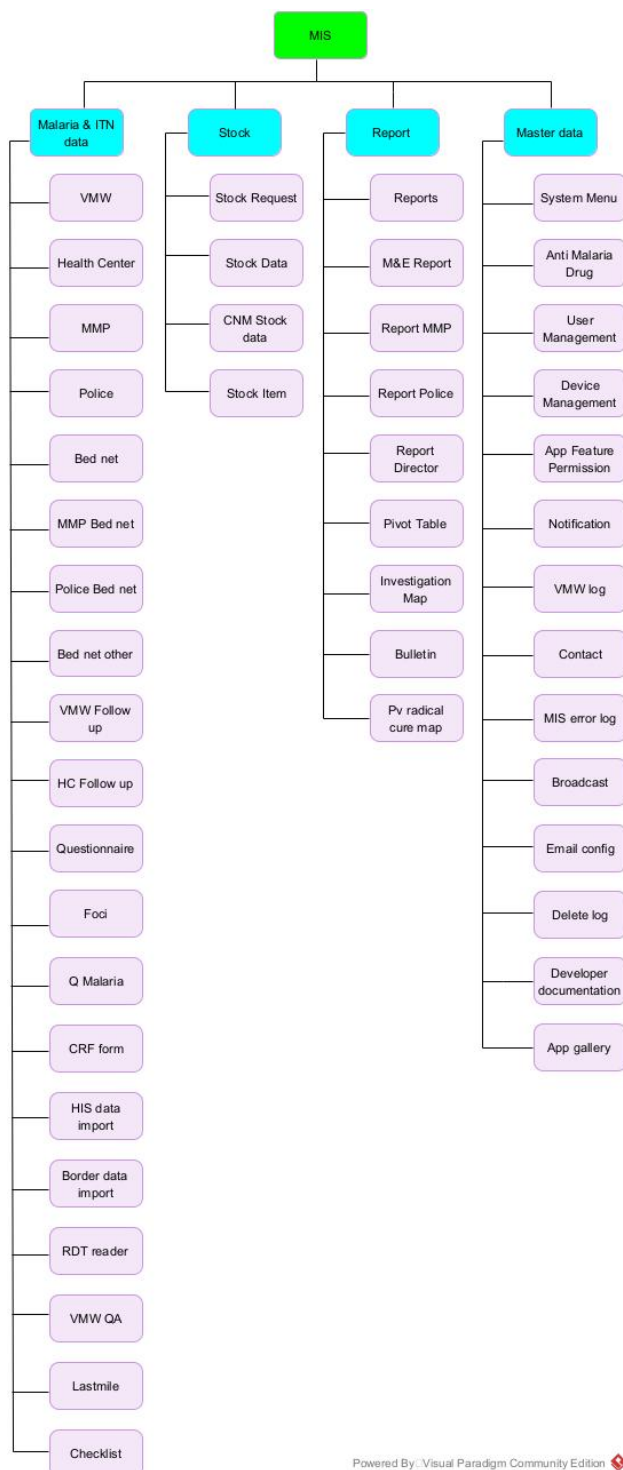 MIS
Malaria & ITN
data
VMW
Health Center
MMP
Police
Bed net
MMP Bed net
Police Bed net
Bed net other
VMW Follow
up
HC Follow up
Questionnaire
Foci
Q Malaria
CRF form
HIS data
import
Border data
import
RDT reader
VMW QA
Lastmile
Checklist
Stock
Stock Request
Stock Data
CNM Stock
data
Stock Item
Report
Reports
M&E Report
Report MMP
Report Police
Report
Director
Pivot Table
Investigation
Map
Bulletin
Pv radical
cure map
Master data
System Menu
Anti Malaria
Drug
User
Management
Device
Management
App Feature
Permission
Notification
VMW log
Contact
MIS error log
Broadcast
Email config
Delete log
Developer
documentation
App gallery
Powered By Visual Paradigm Community Edition